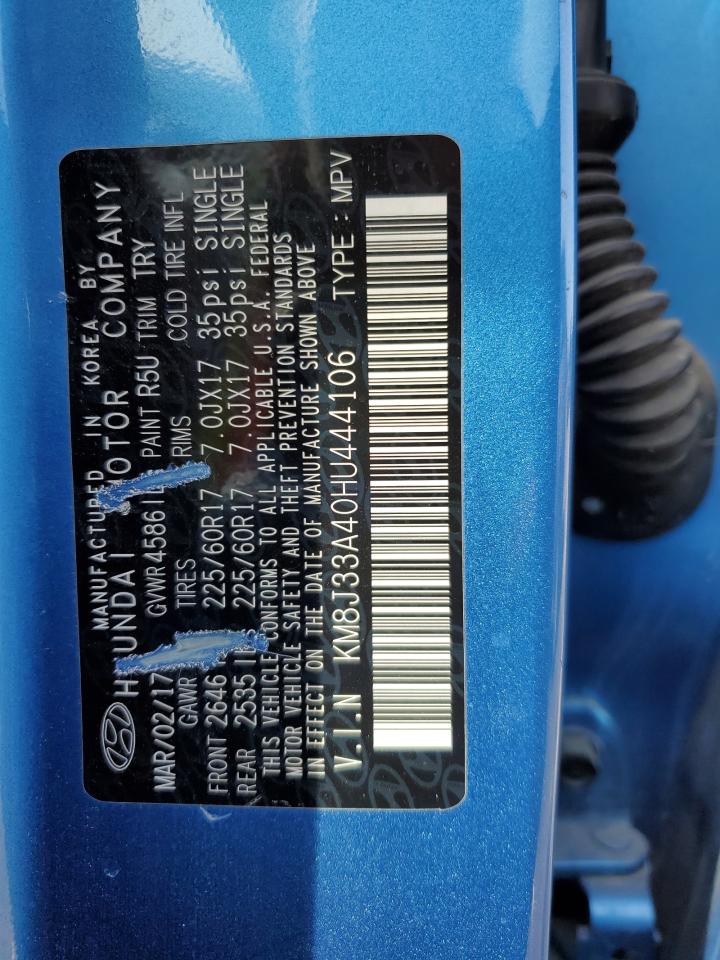 MANUFACTURED IN KOREA BY
HYUNDAI MOTOR COMPANY
MAR/02/17 GVWR 4586 PAINT R5U TRIM TRY
GAWR TIRES RIMS COLD TIRE INFL
FRONT 2646 225/60R17 7.0JX17 35psi SINGLE
REAR 2535 225/60R17 7.0JX17 35psi SINGLE
THIS VEHICLE CONFORMS TO ALL APPLICABLE U.S.A. FEDERAL
MOTOR VEHICLE SAFETY AND THEFT PREVENTION STANDARDS
IN EFFECT ON THE DATE OF MANUFACTURE SHOWN ABOVE
V.I.N KM8J33A40HU444106 TYPE : MPV